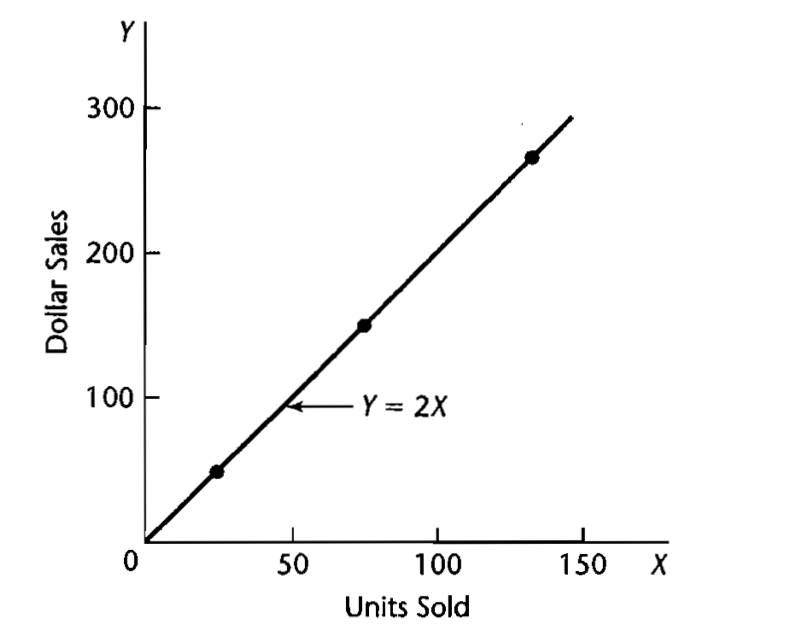 Y
300
200
100
Dollar Sales
Y = 2X
0
50
100
150
X
Units Sold